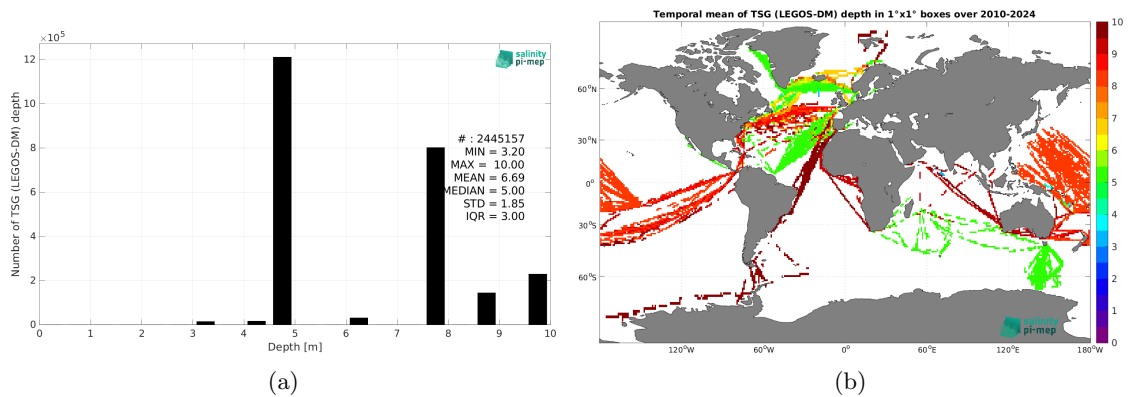 ×10⁵
12
10
8
6
4
2
0
0 1 2 3 4 5 6 7 8 9 10
Number of TSG (LEGOS-DM) depth
Depth [m]
salinity
pi-mep
# : 2445157
MIN = 3.20
MAX = 10.00
MEAN = 6.69
MEDIAN = 5.00
STD = 1.85
IQR = 3.00
(a)
Temporal mean of TSG (LEGOS-DM) depth in 1°x1° boxes over 2010-2024
60°N
30°N
0°
30°S
60°S
120°W 60°W 0° 60°E 120°E 180°W
salinity
pi-mep
10
9
8
7
6
5
4
3
2
1
0
(b)